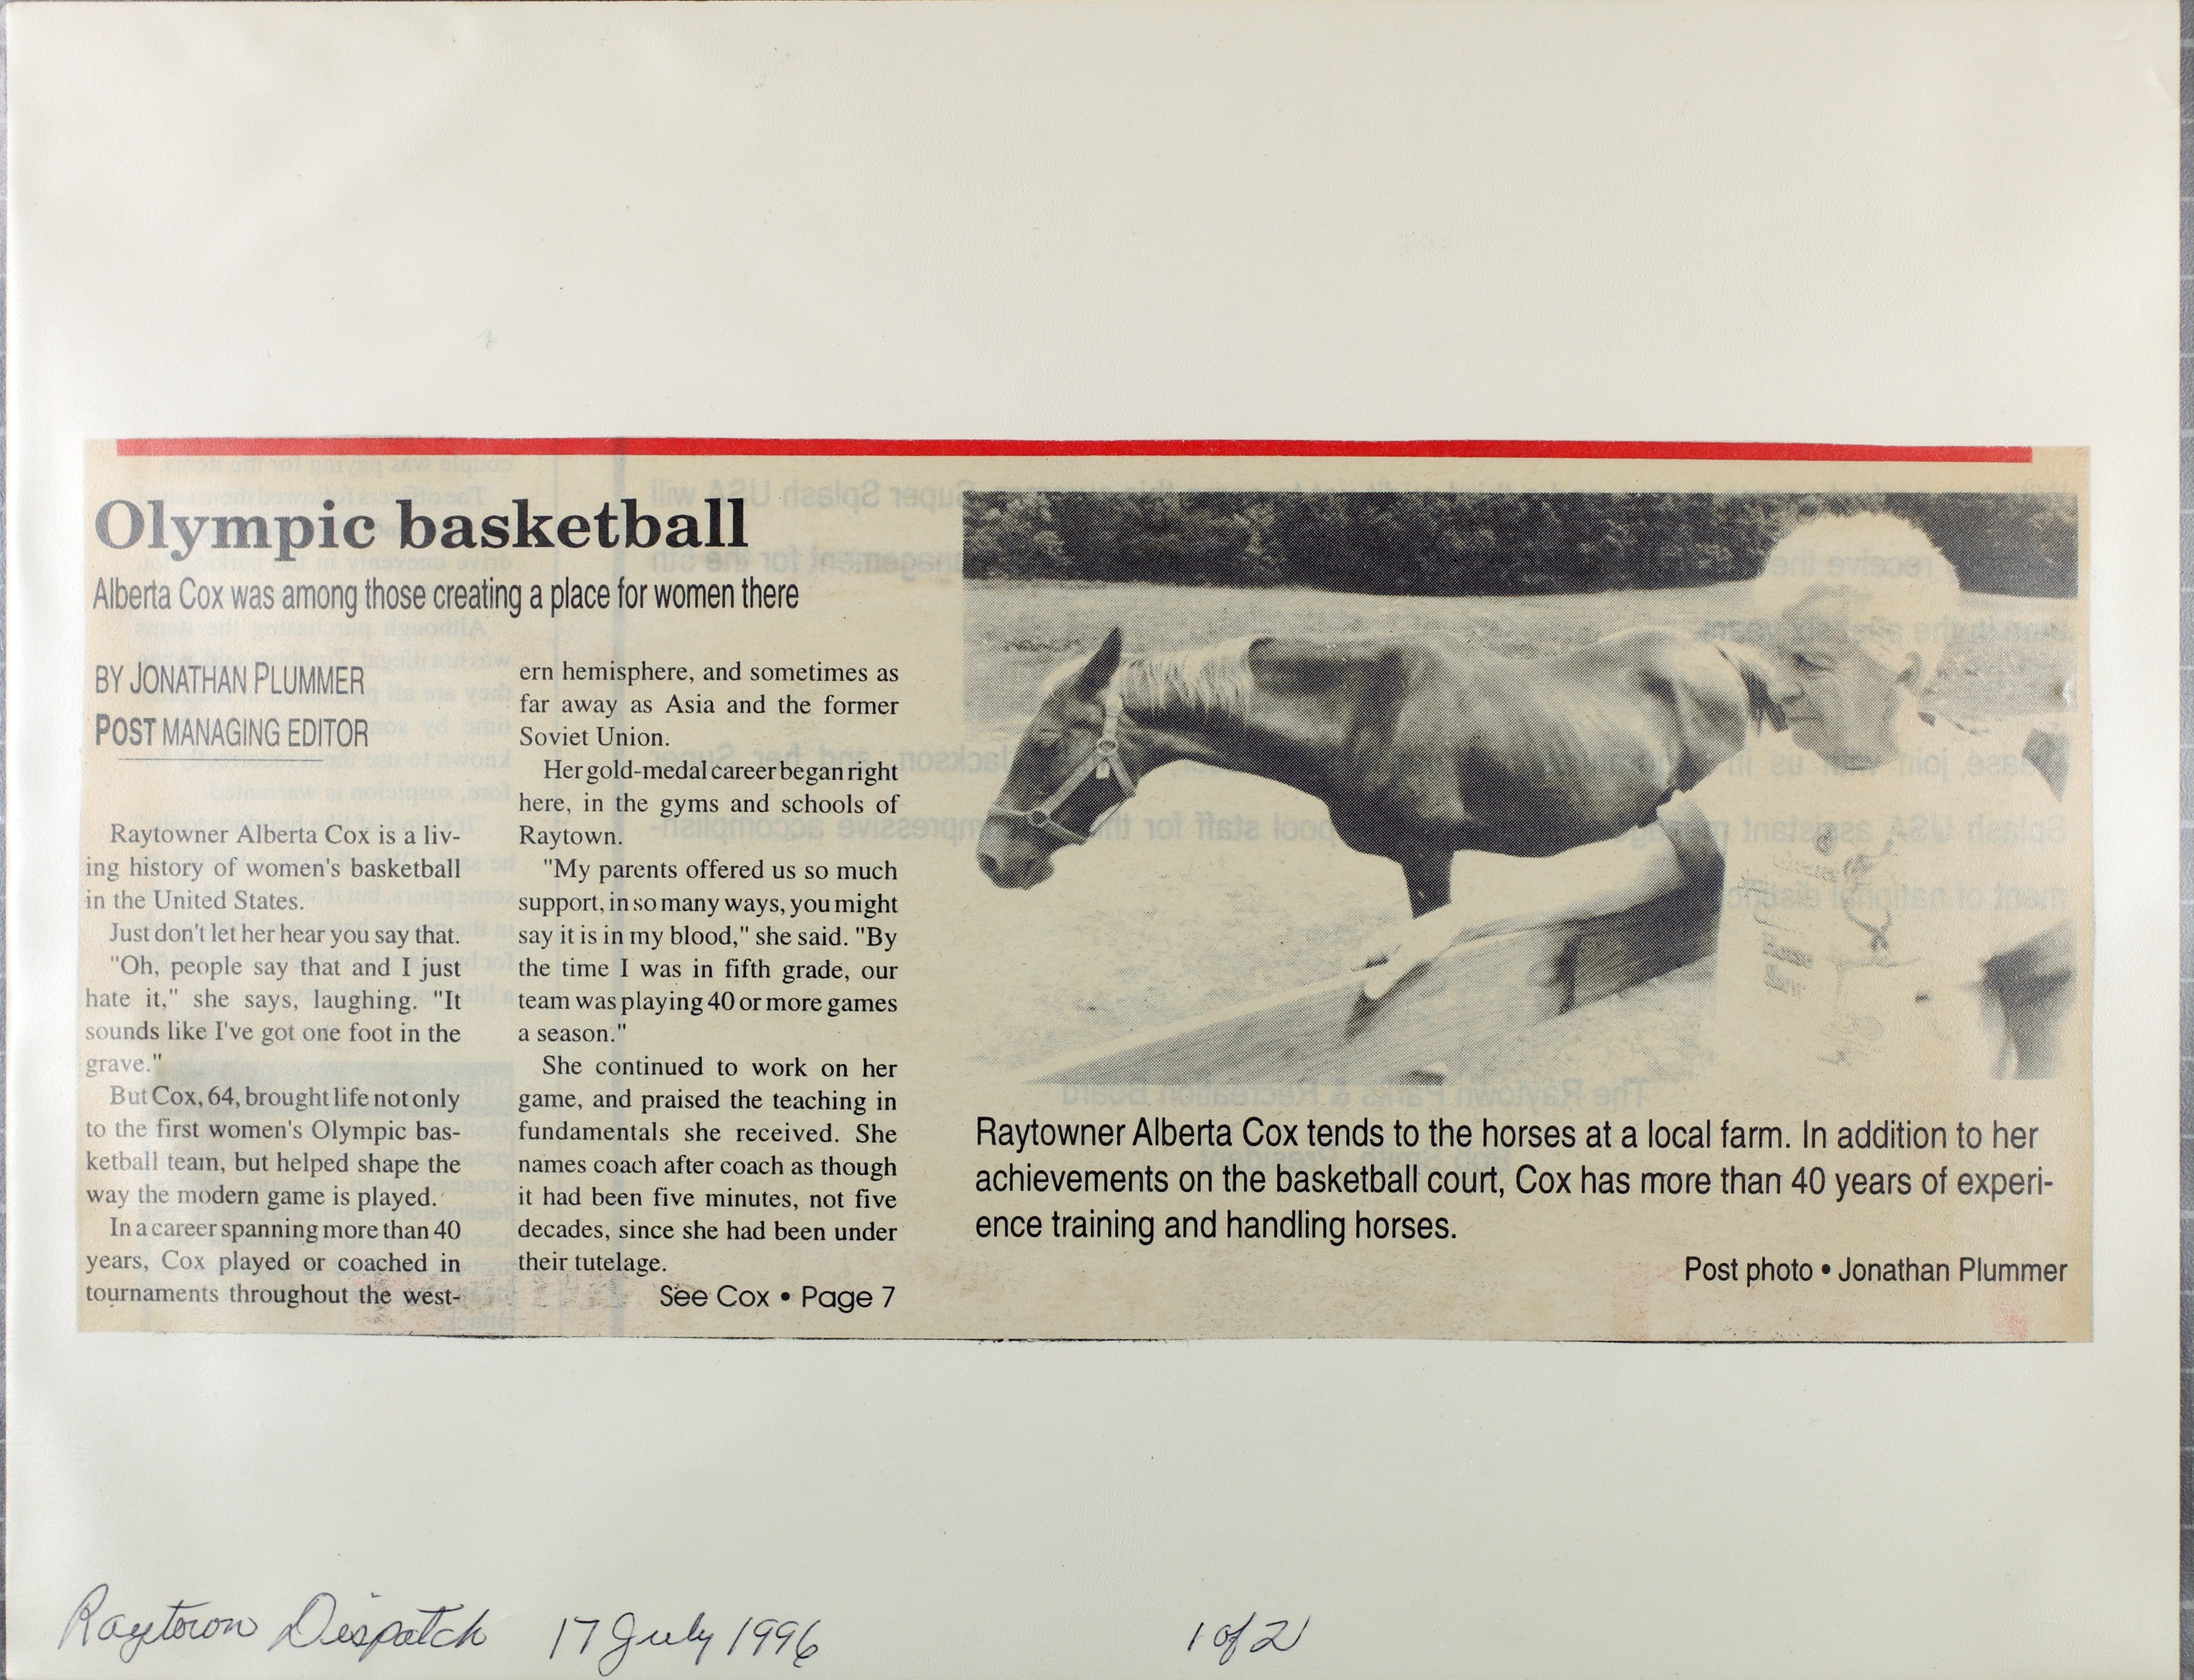 Olympic basketball
Alberta Cox was among those creating a place for women there
BY JONATHAN PLUMMER
POST MANAGING EDITOR
Raytowner Alberta Cox is a liv-
ing history of women's basketball
in the United States.
Just don't let her hear you say that.
"Oh, people say that and I just
hate it," she says, laughing. "It
sounds like I've got one foot in the
grave."
But Cox, 64, brought life not only
to the first women's Olympic bas-
ketball team, but helped shape the
way the modern game is played.
In a career spanning more than 40
years, Cox played or coached in
tournaments throughout the west-
ern hemisphere, and sometimes as
far away as Asia and the former
Soviet Union.
Her gold-medal career began right
here, in the gyms and schools of
Raytown.
"My parents offered us so much
support, in so many ways, you might
say it is in my blood," she said. "By
the time I was in fifth grade, our
team was playing 40 or more games
a season."
She continued to work on her
game, and praised the teaching in
fundamentals she received. She
names coach after coach as though
it had been five minutes, not five
decades, since she had been under
their tutelage.
See Cox • Page 7
Raytowner Alberta Cox tends to the horses at a local farm. In addition to her
achievements on the basketball court, Cox has more than 40 years of experi-
ence training and handling horses.
Post photo • Jonathan Plummer
Raytown Dispatch 17 July 1996 1 of 2